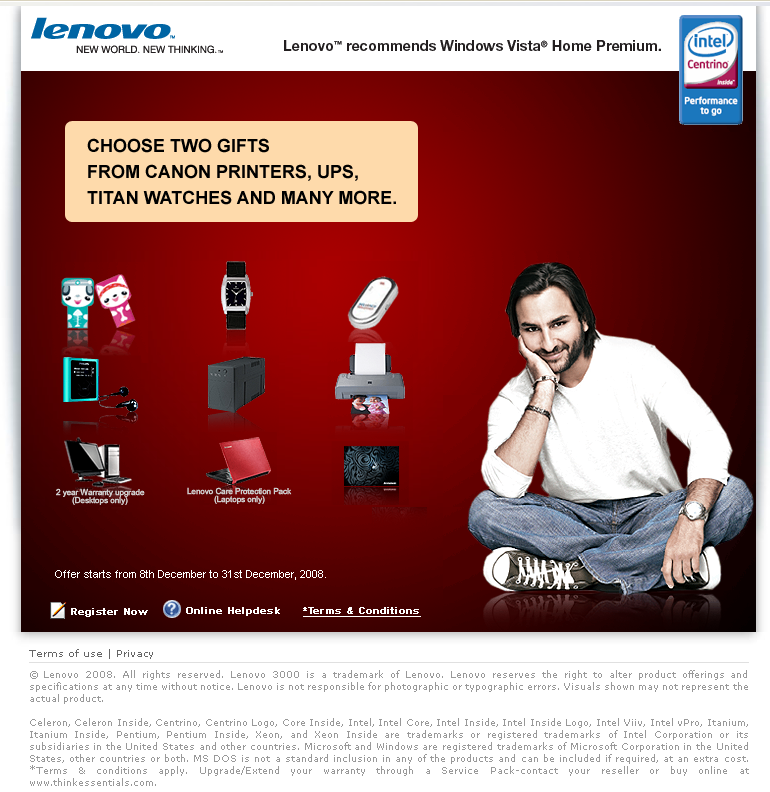 lenovo™
NEW WORLD. NEW THINKING.™
Lenovo™ recommends Windows Vista® Home Premium.
intel
Centrino
inside™
Performance
to go
CHOOSE TWO GIFTS
FROM CANON PRINTERS, UPS,
TITAN WATCHES AND MANY MORE.
2 year Warranty upgrade
(Desktops only)
Lenovo Care Protection Pack
(Laptops only)
Offer starts from 8th December to 31st December, 2008.
Register Now
Online Helpdesk
*Terms & Conditions
Terms of use | Privacy
© Lenovo 2008. All rights reserved. Lenovo 3000 is a trademark of Lenovo. Lenovo reserves the right to alter product offerings and
specifications at any time without notice. Lenovo is not responsible for photographic or typographic errors. Visuals shown may not represent the
actual product.
Celeron, Celeron Inside, Centrino, Centrino Logo, Core Inside, Intel, Intel Core, Intel Inside, Intel Inside Logo, Intel Viiv, Intel vPro, Itanium,
Itanium Inside, Pentium, Pentium Inside, Xeon, and Xeon Inside are trademarks or registered trademarks of Intel Corporation or its
subsidiaries in the United States and other countries. Microsoft and Windows are registered trademarks of Microsoft Corporation in the United
States, other countries or both. MS DOS is not a standard inclusion in any of the products and can be included if required, at an extra cost.
*Terms & conditions apply. Upgrade/Extend your warranty through a Service Pack-contact your reseller or buy online at
www.thinkessentials.com.